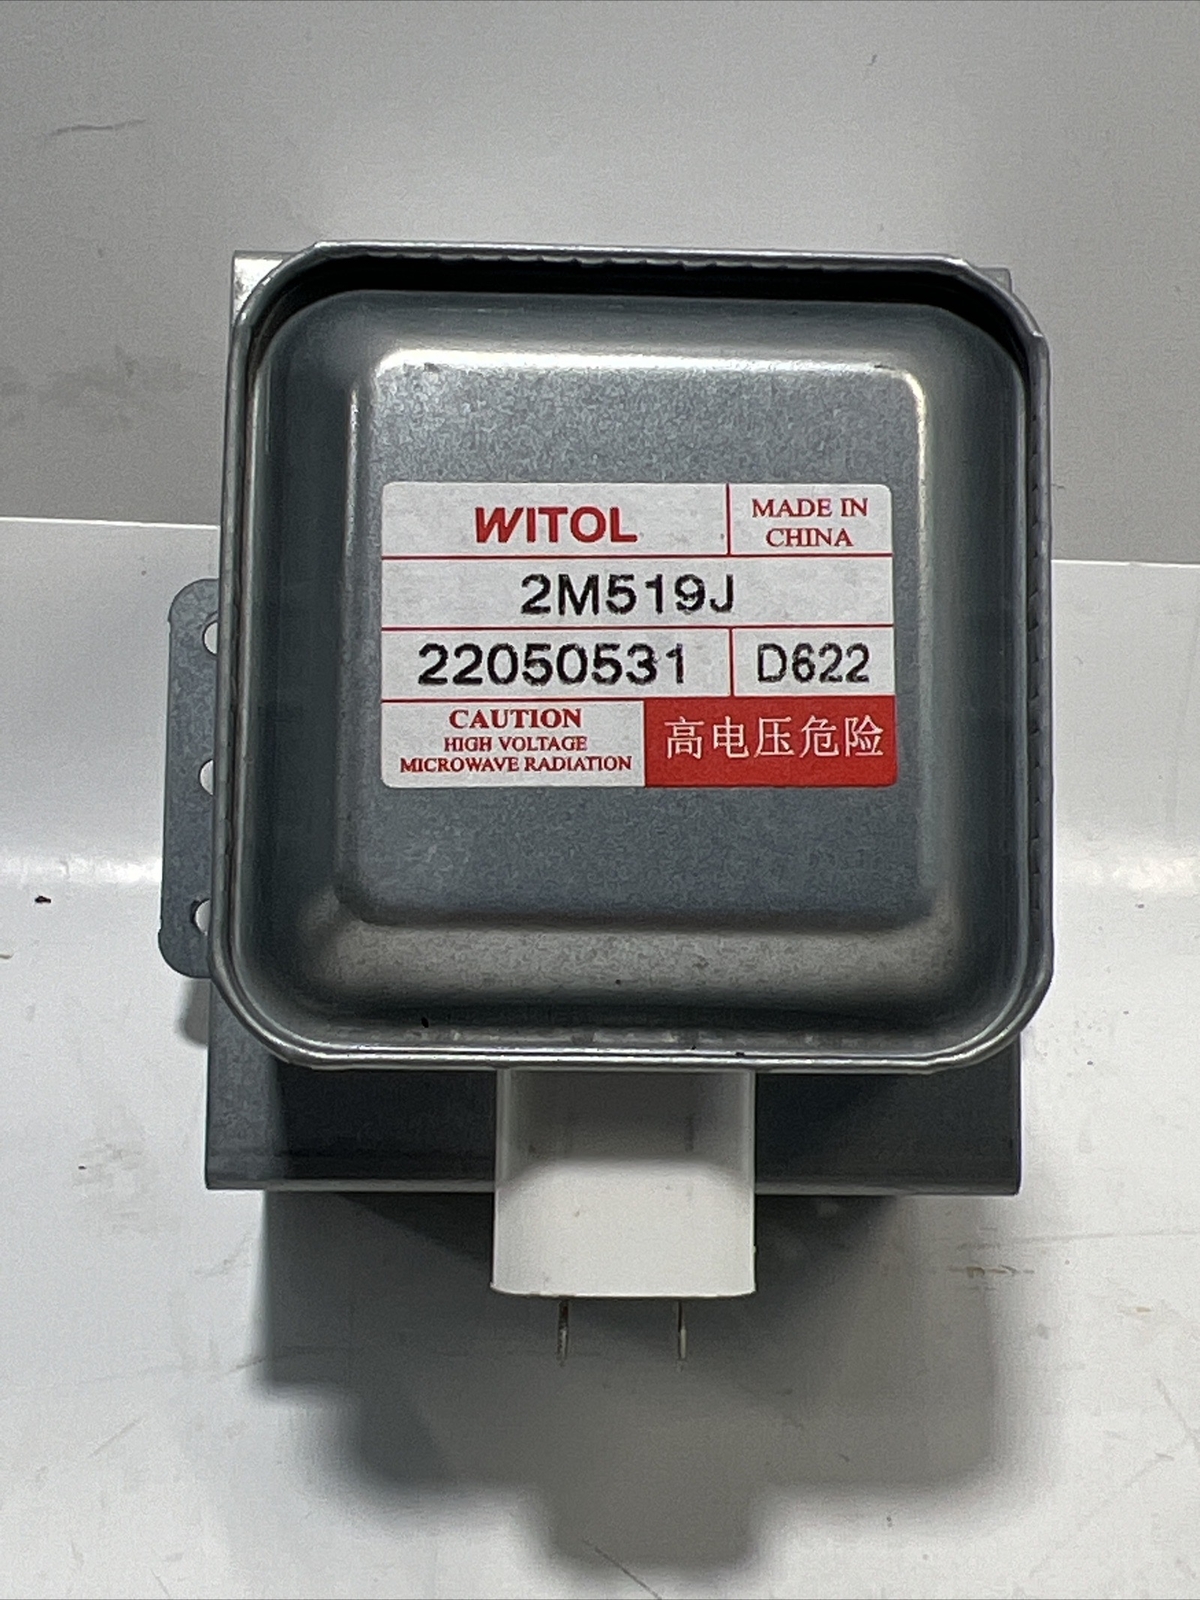 WITOL
MADE IN
CHINA
2M519J
22050531
D622
CAUTION
HIGH VOLTAGE
MICROWAVE RADIATION
高电压危险